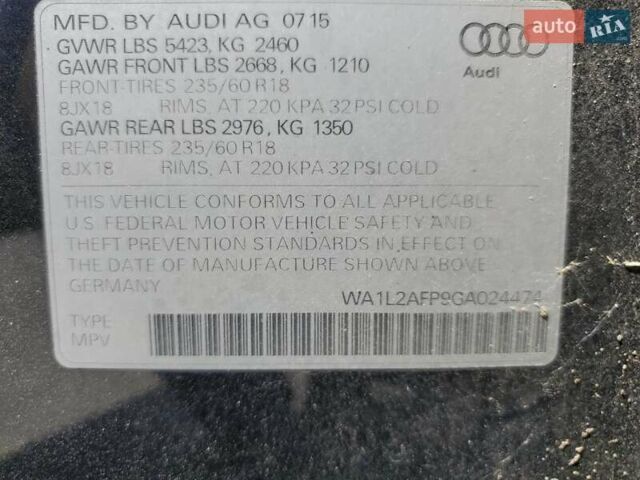 MFD. BY AUDI AG 07 15
GVWR LBS 5423, KG 2460
GAWR FRONT LBS 2668, KG 1210
FRONT-TIRES 235/60 R18
8JX18 RIMS, AT 220 KPA 32 PSI COLD
GAWR REAR LBS 2976, KG 1350
REAR-TIRES 235/60 R18
8JX18 RIMS, AT 220 KPA 32 PSI COLD
THIS VEHICLE CONFORMS TO ALL APPLICABLE
U.S. FEDERAL MOTOR VEHICLE SAFETY AND
THEFT PREVENTION STANDARDS IN EFFECT ON
THE DATE OF MANUFACTURE SHOWN ABOVE.
GERMANY
WA1L2AFP9GA024474
TYPE
MPV
Audi
auto RIA .com